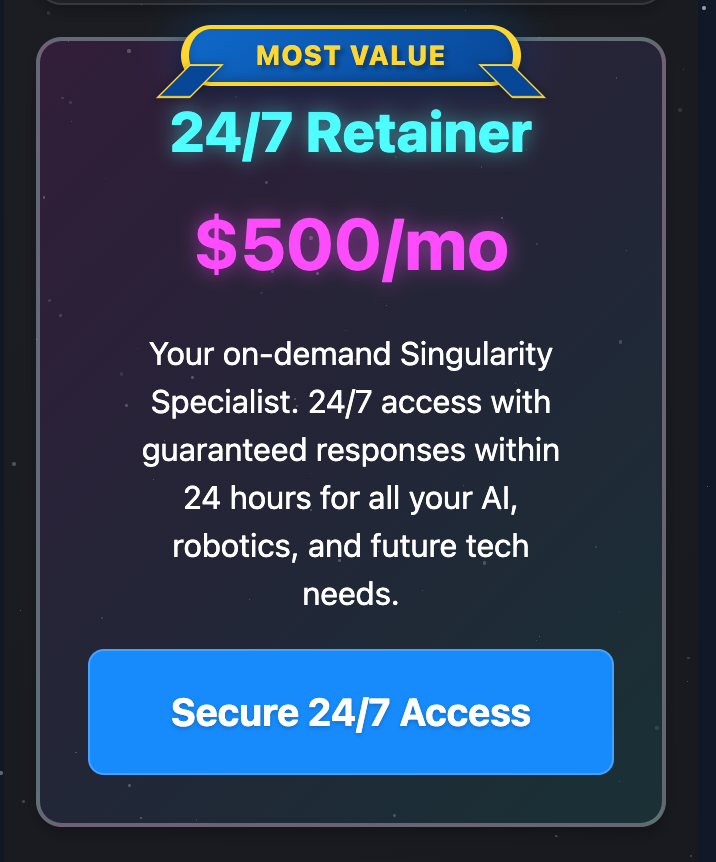 MOST VALUE
24/7 Retainer
$500/mo
Your on-demand Singularity
Specialist. 24/7 access with
guaranteed responses within
24 hours for all your AI,
robotics, and future tech
needs.
Secure 24/7 Access